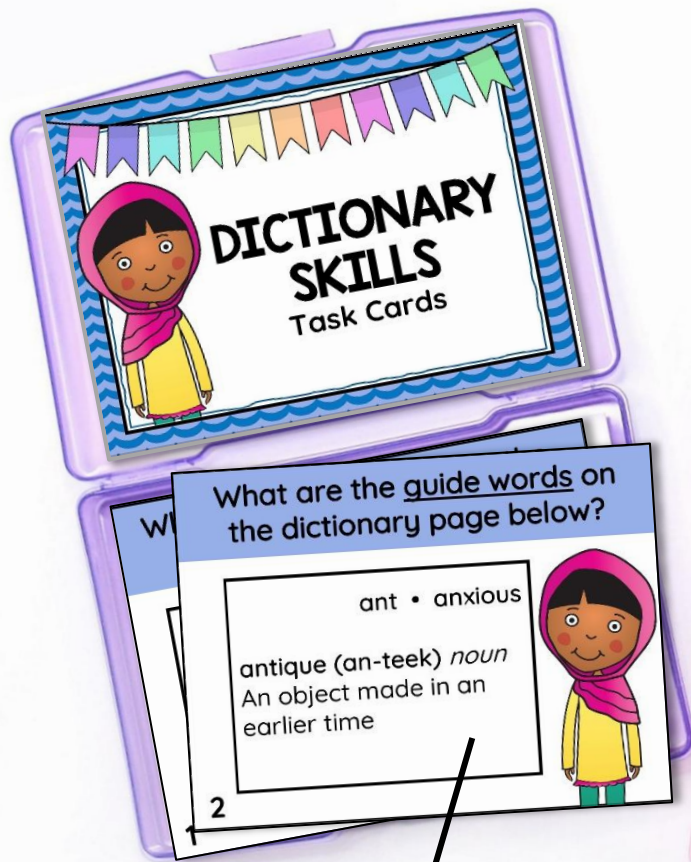 DICTIONARY
SKILLS
Task Cards
What are the guide words on
the dictionary page below?
ant • anxious
antique (an-teek) noun
An object made in an
earlier time
2
1